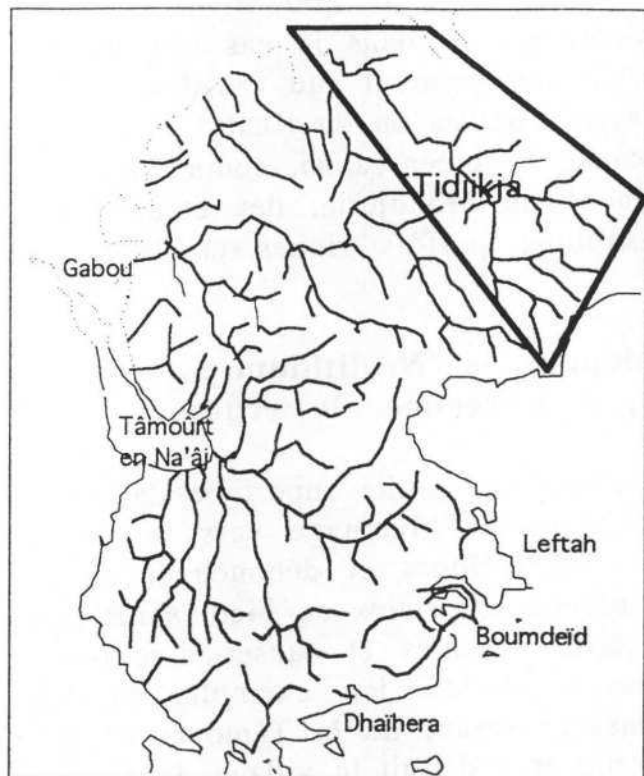 Tidjikja
Gabou
Tâmoûrt
en Na'âj
Leftah
Boumdeïd
Dhaïhera